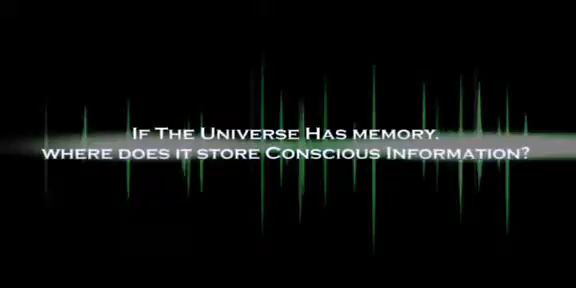 If The Universe Has memory.
where does it store Conscious Information?